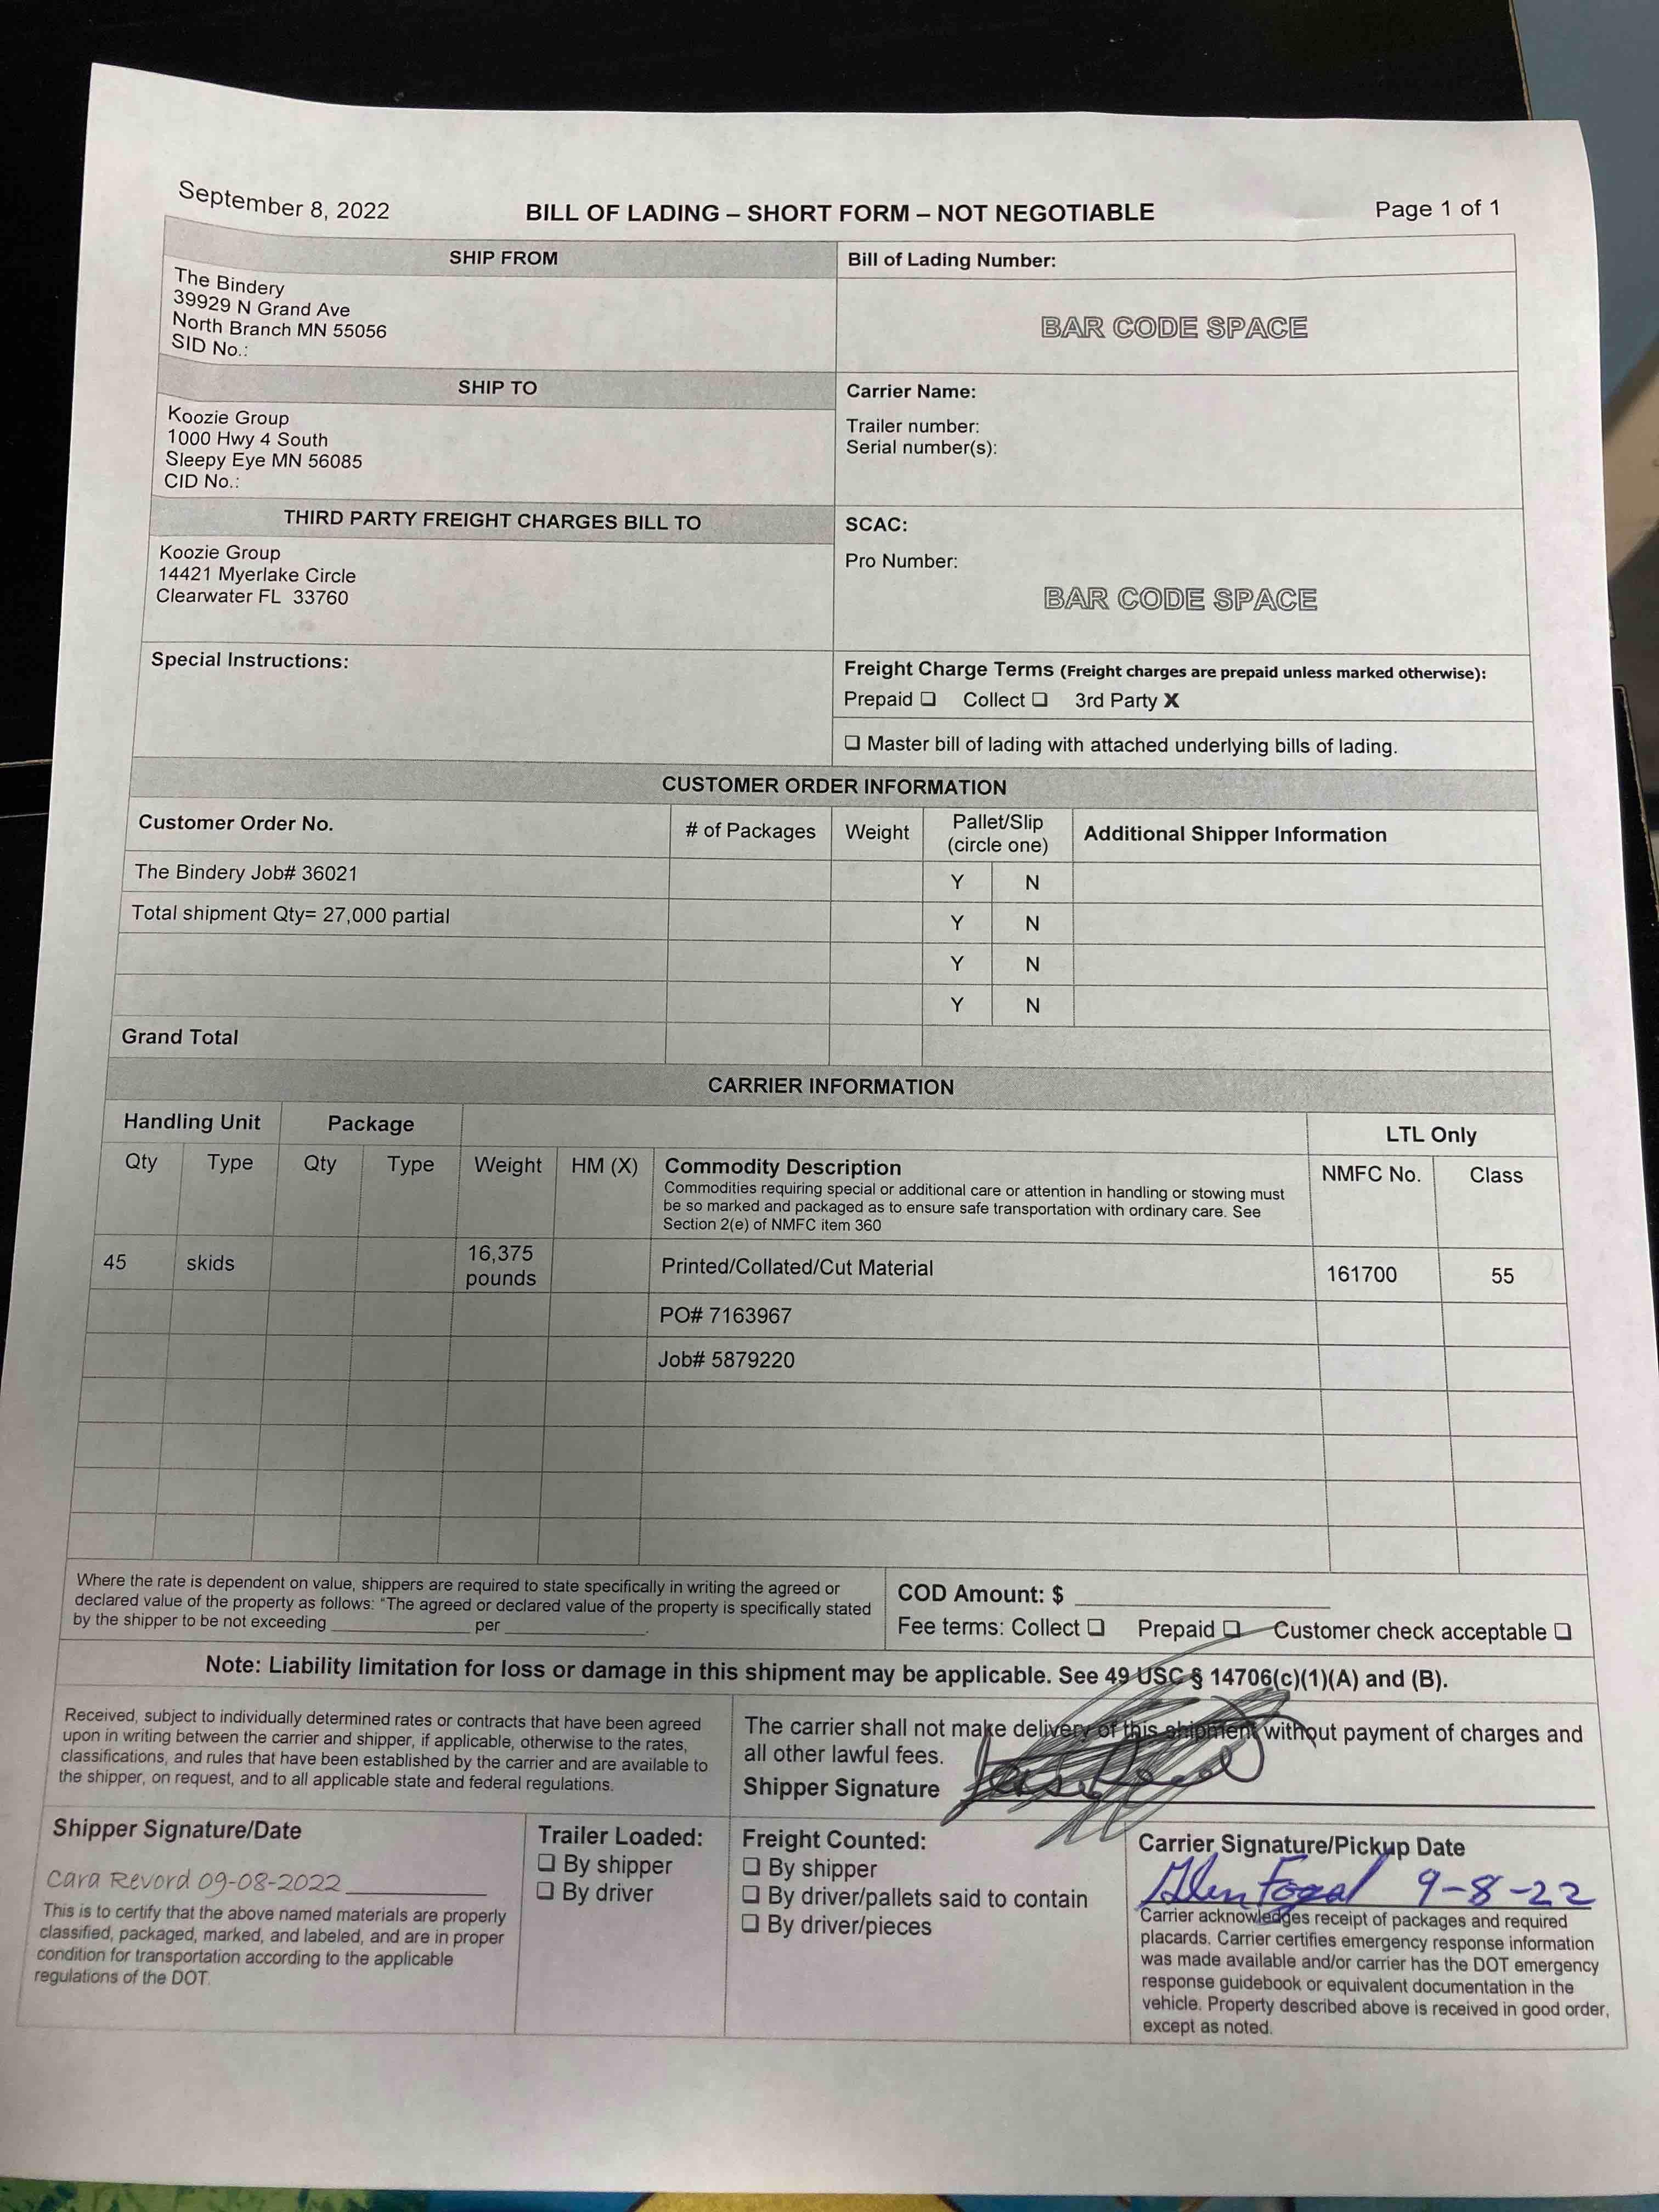 September 8, 2022
BILL OF LADING – SHORT FORM – NOT NEGOTIABLE
Page 1 of 1
SHIP FROM
The Bindery
39929 N Grand Ave
North Branch MN 55056
SID No.:
Bill of Lading Number:
BAR CODE SPACE
SHIP TO
Koozie Group
1000 Hwy 4 South
Sleepy Eye MN 56085
CID No.:
Carrier Name:
Trailer number:
Serial number(s):
THIRD PARTY FREIGHT CHARGES BILL TO
Koozie Group
14421 Myerlake Circle
Clearwater FL 33760
SCAC:
Pro Number:
BAR CODE SPACE
Special Instructions:
Freight Charge Terms (Freight charges are prepaid unless marked otherwise):
Prepaid ❏ Collect ❏ 3rd Party X
❏ Master bill of lading with attached underlying bills of lading.
CUSTOMER ORDER INFORMATION
Customer Order No. # of Packages Weight Pallet/Slip (circle one) Additional Shipper Information
The Bindery Job# 36021 Y N
Total shipment Qty= 27,000 partial Y N
Y N
Y N
Grand Total
CARRIER INFORMATION
Handling Unit Package LTL Only
Qty Type Qty Type Weight HM (X) Commodity Description NMFC No. Class
Commodities requiring special or additional care or attention in handling or stowing must
be so marked and packaged as to ensure safe transportation with ordinary care. See
Section 2(e) of NMFC item 360
45 skids 16,375 pounds Printed/Collated/Cut Material 161700 55
PO# 7163967
Job# 5879220
Where the rate is dependent on value, shippers are required to state specifically in writing the agreed or
declared value of the property as follows: "The agreed or declared value of the property is specifically stated
by the shipper to be not exceeding ____ per ____.
COD Amount: $ ____
Fee terms: Collect ❏ Prepaid ❏ Customer check acceptable ❏
Note: Liability limitation for loss or damage in this shipment may be applicable. See 49 USC § 14706(c)(1)(A) and (B).
Received, subject to individually determined rates or contracts that have been agreed
upon in writing between the carrier and shipper, if applicable, otherwise to the rates,
classifications, and rules that have been established by the carrier and are available to
the shipper, on request, and to all applicable state and federal regulations.
The carrier shall not make delivery of this shipment without payment of charges and
all other lawful fees.
Shipper Signature
Shipper Signature/Date
Cara Revord 09-08-2022
This is to certify that the above named materials are properly
classified, packaged, marked, and labeled, and are in proper
condition for transportation according to the applicable
regulations of the DOT.
Trailer Loaded:
❏ By shipper
❏ By driver
Freight Counted:
❏ By shipper
❏ By driver/pallets said to contain
❏ By driver/pieces
Carrier Signature/Pickup Date
Glen Fogal 9-8-22
Carrier acknowledges receipt of packages and required
placards. Carrier certifies emergency response information
was made available and/or carrier has the DOT emergency
response guidebook or equivalent documentation in the
vehicle. Property described above is received in good order,
except as noted.